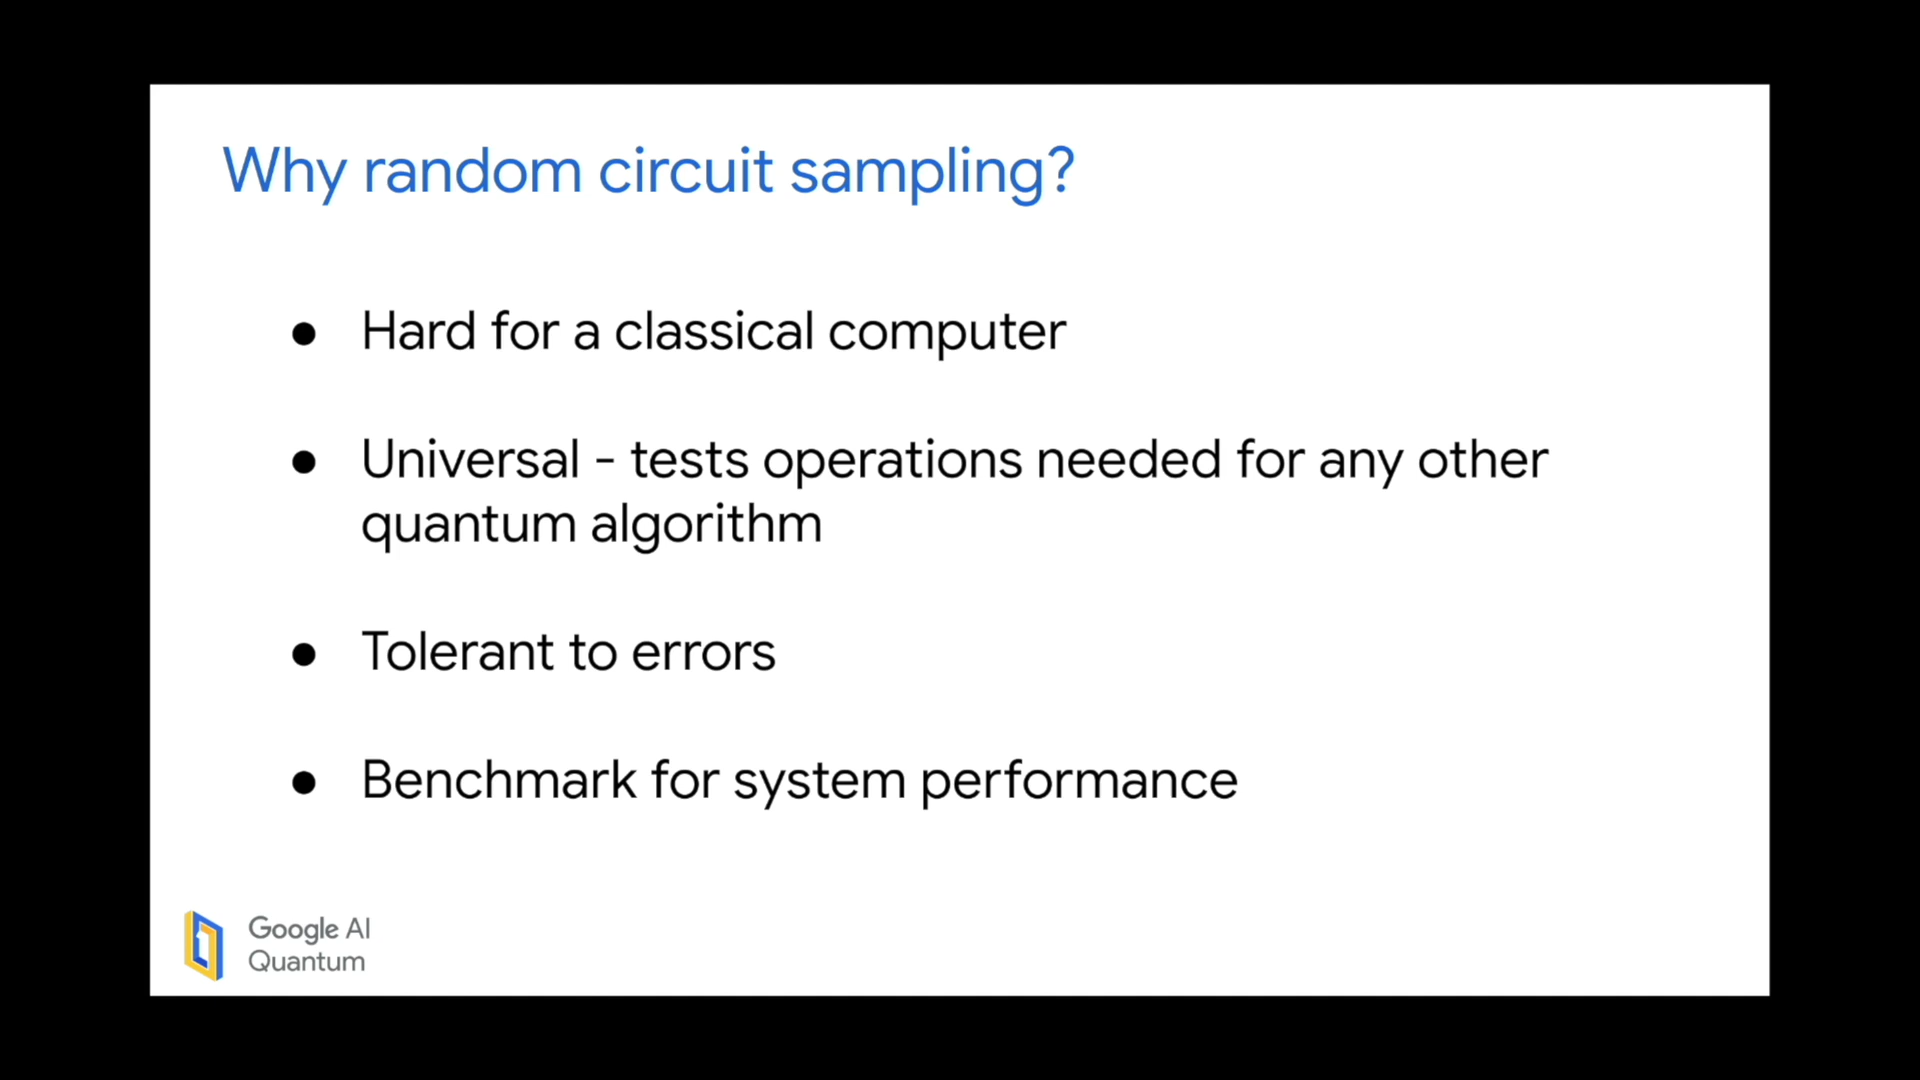 Why random circuit sampling?
● Hard for a classical computer
● Universal - tests operations needed for any other
quantum algorithm
● Tolerant to errors
● Benchmark for system performance
Google AI
Quantum